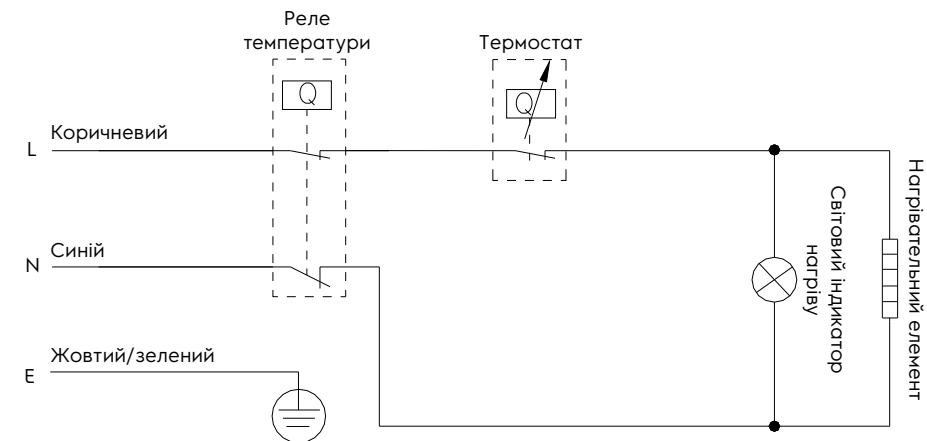 Реле
температури
Термостат
Q
Q
Коричневий
L
Синій
N
Жовтий/зелений
E
Світовий індикатор
нагріву
Нагрівательний елемент